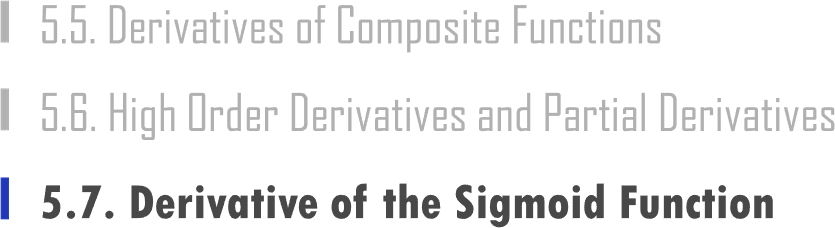 5.5. Derivatives of Composite Functions
5.6. High Order Derivatives and Partial Derivatives
5.7. Derivative of the Sigmoid Function